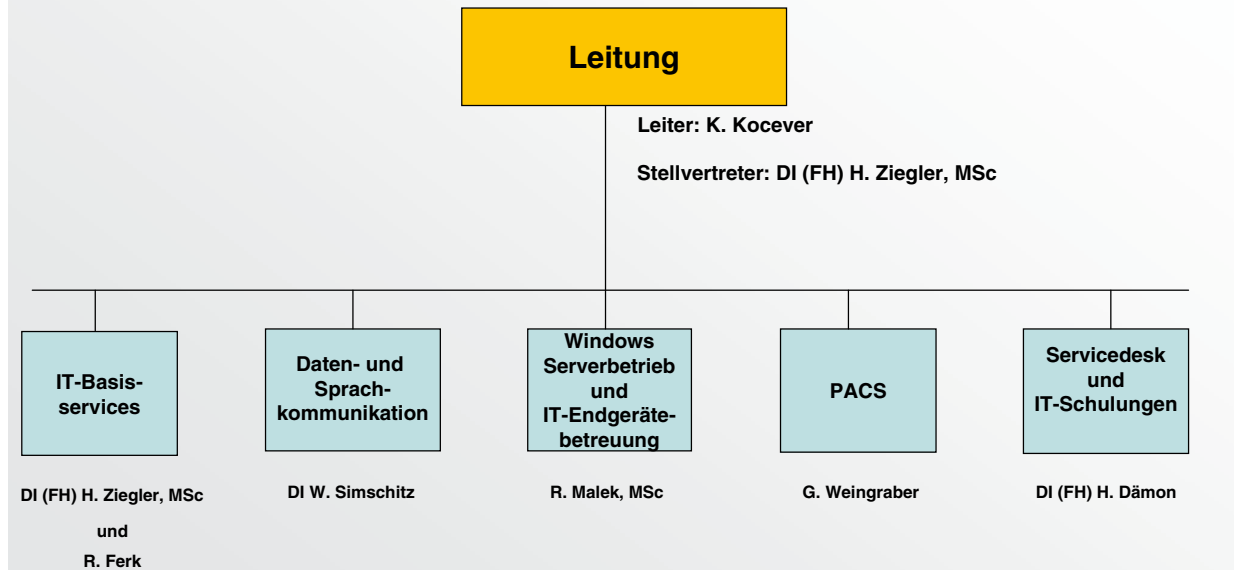 Leitung
Leiter: K. Kocever
Stellvertreter: DI (FH) H. Ziegler, MSc
IT-Basis-
services
DI (FH) H. Ziegler, MSc
und
R. Ferk
Daten- und
Sprach-
kommunikation
DI W. Simschitz
Windows
Serverbetrieb
und
IT-Endgeräte-
betreuung
R. Malek, MSc
PACS
G. Weingraber
Servicedesk
und
IT-Schulungen
DI (FH) H. Dämon